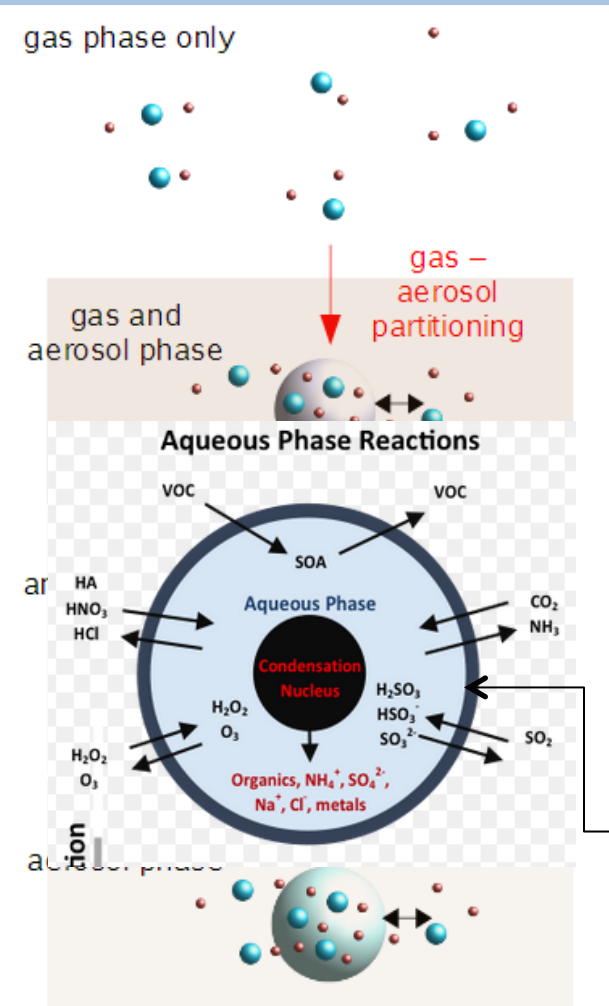 gas phase only
gas –
aerosol
partitioning
gas and
aerosol phase
Aqueous Phase Reactions
VOC
VOC
SOA
HA
HNO₃
HCl
Aqueous Phase
CO₂
NH₃
Condensation
Nucleus
H₂O₂
O₃
H₂SO₃
HSO₃⁻
SO₃²⁻
SO₂
H₂O₂
O₃
Organics, NH₄⁺, SO₄²⁻,
Na⁺, Cl⁻, metals